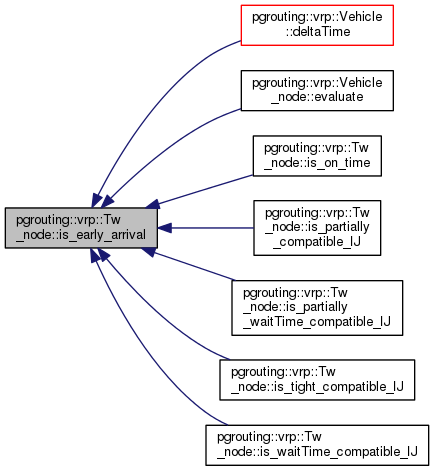 pgrouting::vrp::Vehicle
::deltaTime
pgrouting::vrp::Vehicle
_node::evaluate
pgrouting::vrp::Tw
_node::is_on_time
pgrouting::vrp::Tw
_node::is_early_arrival
pgrouting::vrp::Tw
_node::is_partially
_compatible_IJ
pgrouting::vrp::Tw
_node::is_partially
_waitTime_compatible_IJ
pgrouting::vrp::Tw
_node::is_tight_compatible_IJ
pgrouting::vrp::Tw
_node::is_waitTime_compatible_IJ